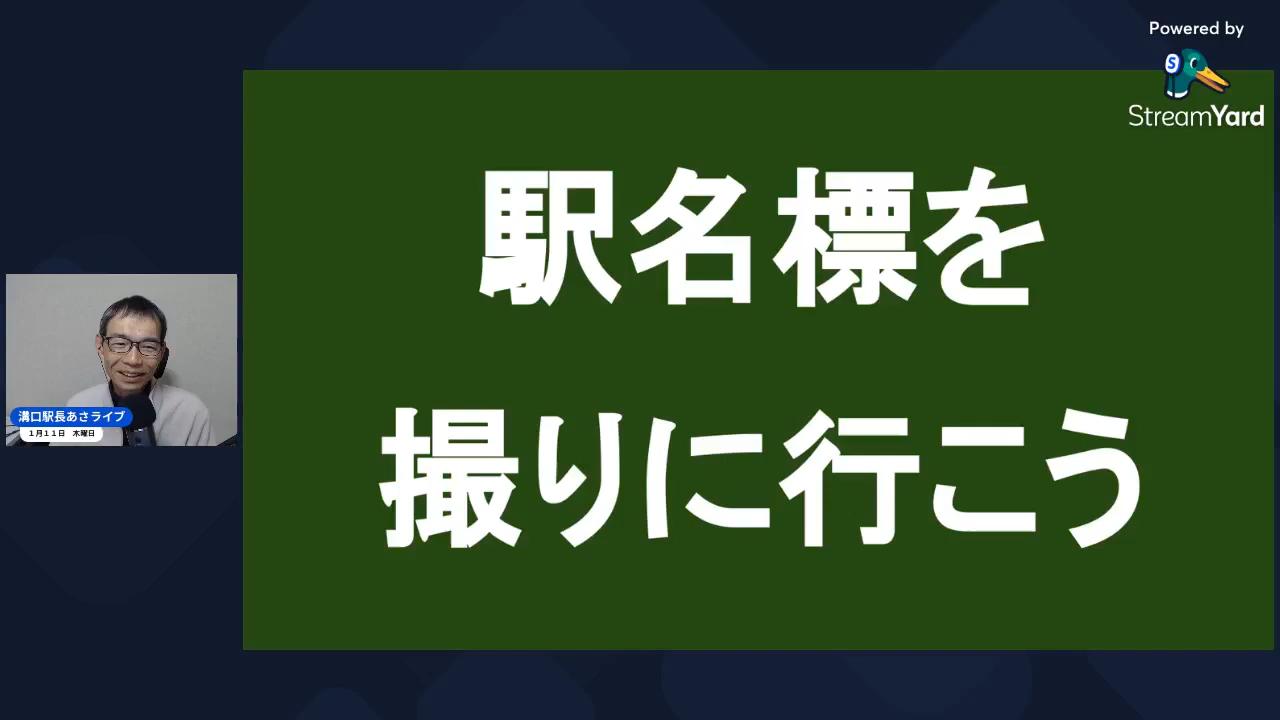 Powered by
StreamYard
駅名標を
撮りに行こう
溝口駅長あさライブ
１月１１日　木曜日